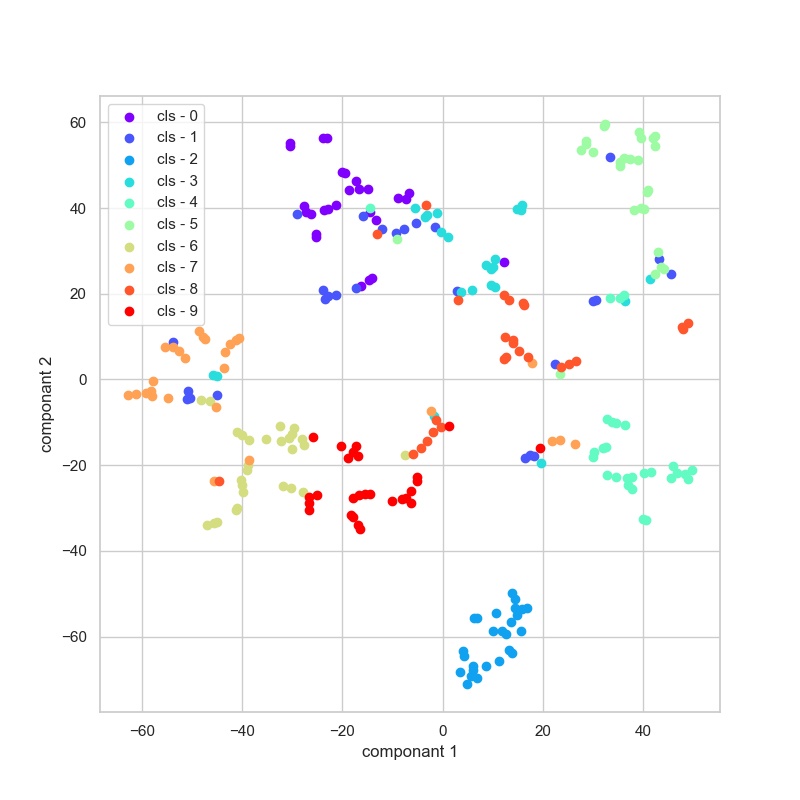 cls - 0
cls - 1
cls - 2
cls - 3
cls - 4
cls - 5
cls - 6
cls - 7
cls - 8
cls - 9
60
40
20
0
−20
−40
−60
componant 2
−60 −40 −20 0 20 40
componant 1